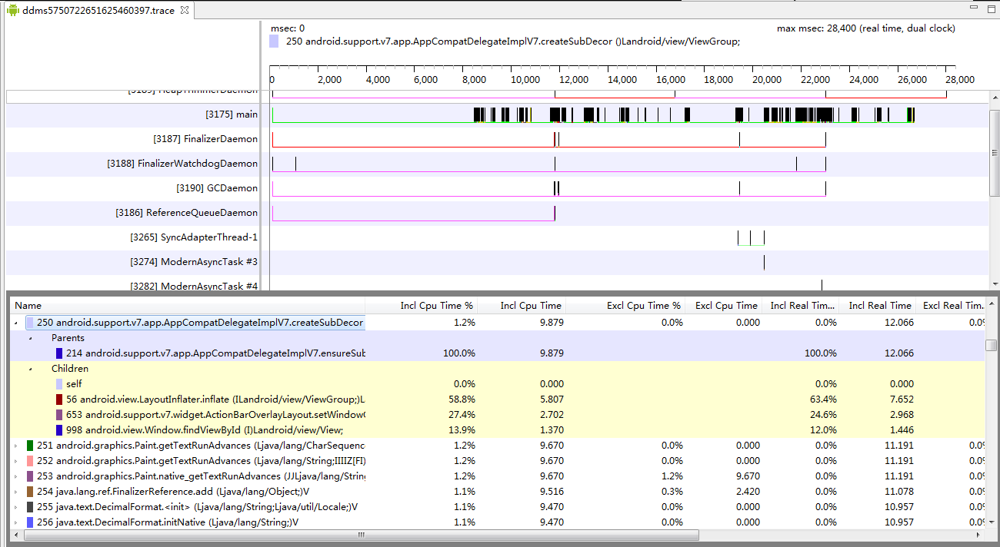 ddms5750722651625460397.trace
msec: 0 max msec: 28,400 (real time, dual clock)
250 android.support.v7.app.AppCompatDelegateImplV7.createSubDecor ()Landroid/view/ViewGroup;
0 2,000 4,000 6,000 8,000 10,000 12,000 14,000 16,000 18,000 20,000 22,000 24,000 26,000 28,000
[3189] HeapTrimmerDaemon
[3175] main
[3187] FinalizerDaemon
[3188] FinalizerWatchdogDaemon
[3190] GCDaemon
[3186] ReferenceQueueDaemon
[3265] SyncAdapterThread-1
[3274] ModernAsyncTask #3
[3282] ModernAsyncTask #4
Name Incl Cpu Time % Incl Cpu Time Excl Cpu Time % Excl Cpu Time Incl Real Tim... Incl Real Time Excl Real Tim.
250 android.support.v7.app.AppCompatDelegateImplV7.createSubDecor 1.2% 9.879 0.0% 0.000 0.0% 12.066 0.0%
Parents
214 android.support.v7.app.AppCompatDelegateImplV7.ensureSub 100.0% 9.879 100.0% 12.066
Children
self 0.0% 0.000 0.0% 0.000
56 android.view.LayoutInflater.inflate (ILandroid/view/ViewGroup;)L 58.8% 5.807 63.4% 7.652
653 android.support.v7.widget.ActionBarOverlayLayout.setWindowC 27.4% 2.702 24.6% 2.968
998 android.view.Window.findViewById (I)Landroid/view/View; 13.9% 1.370 12.0% 1.446
251 android.graphics.Paint.getTextRunAdvances (Ljava/lang/CharSequenc 1.2% 9.670 0.0% 0.000 0.0% 11.191 0.0%
252 android.graphics.Paint.getTextRunAdvances (Ljava/lang/String;IIIIZ[FI) 1.2% 9.670 0.0% 0.000 0.0% 11.191 0.0%
253 android.graphics.Paint.native_getTextRunAdvances (JJLjava/lang/Strin 1.2% 9.670 1.2% 9.670 0.0% 11.191 0.0%
254 java.lang.ref.FinalizerReference.add (Ljava/lang/Object;)V 1.1% 9.516 0.3% 2.420 0.0% 11.078 0.0%
255 java.text.DecimalFormat.<init> (Ljava/lang/String;Ljava/util/Locale;)V 1.1% 9.470 0.0% 0.000 0.0% 10.957 0.0%
256 java.text.DecimalFormat.initNative (Ljava/lang/String;)V 1.1% 9.470 0.0% 0.000 0.0% 10.957 0.0%